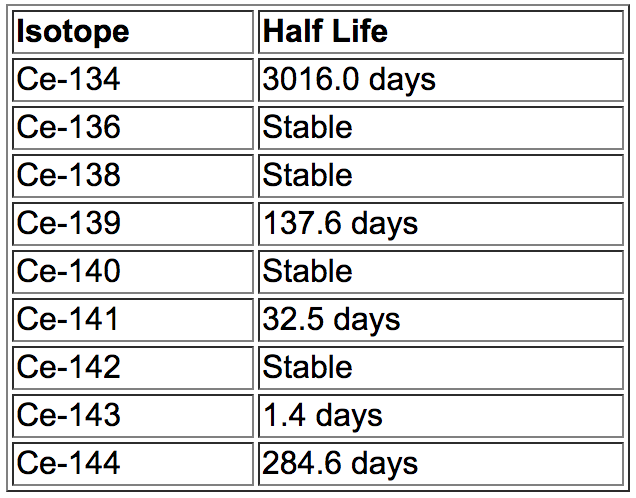 Isotope Half Life
Ce-134 3016.0 days
Ce-136 Stable
Ce-138 Stable
Ce-139 137.6 days
Ce-140 Stable
Ce-141 32.5 days
Ce-142 Stable
Ce-143 1.4 days
Ce-144 284.6 days